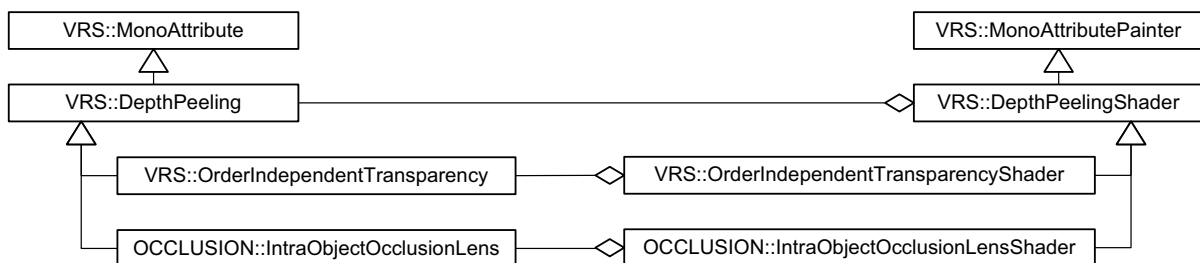 VRS::MonoAttribute
VRS::MonoAttributePainter
VRS::DepthPeeling
VRS::DepthPeelingShader
VRS::OrderIndependentTransparency
VRS::OrderIndependentTransparencyShader
OCCLUSION::IntraObjectOcclusionLens
OCCLUSION::IntraObjectOcclusionLensShader